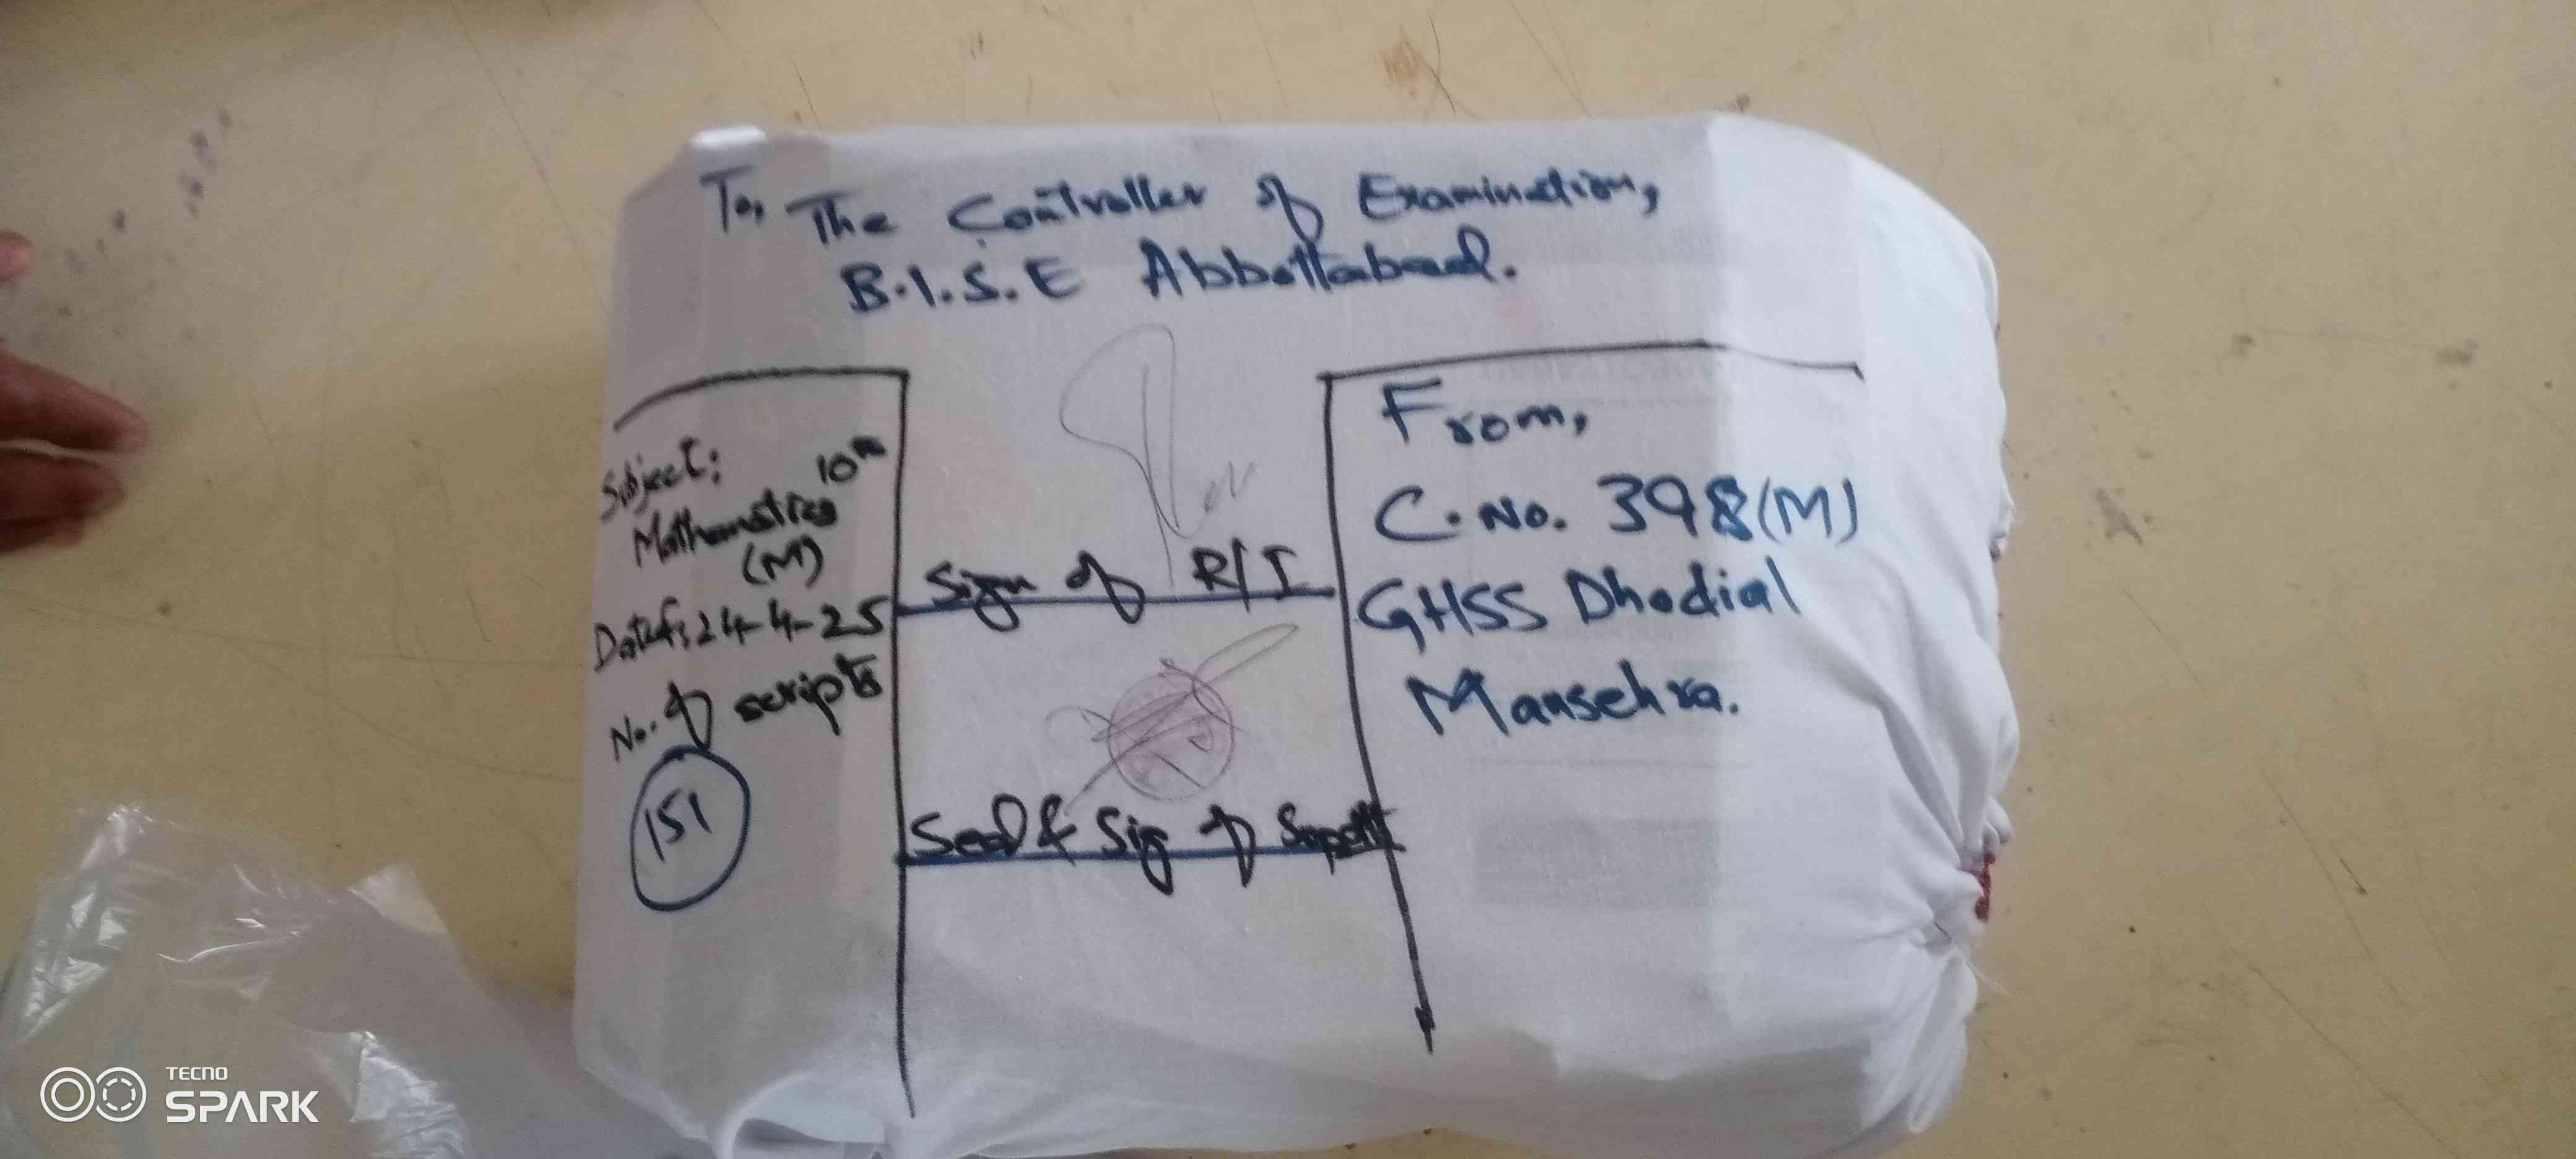 To, The Controller of Examination,
B.I.S.E Abbottabad.
Subject: 10th
Mathematics
(M)
Dated: 24-4-25
No. of scripts
151
Sign of R/I
Seal & Sig of Supdtt
From,
C.No. 398(M)
GHSS Dhodial
Mansehra.
TECNO
SPARK